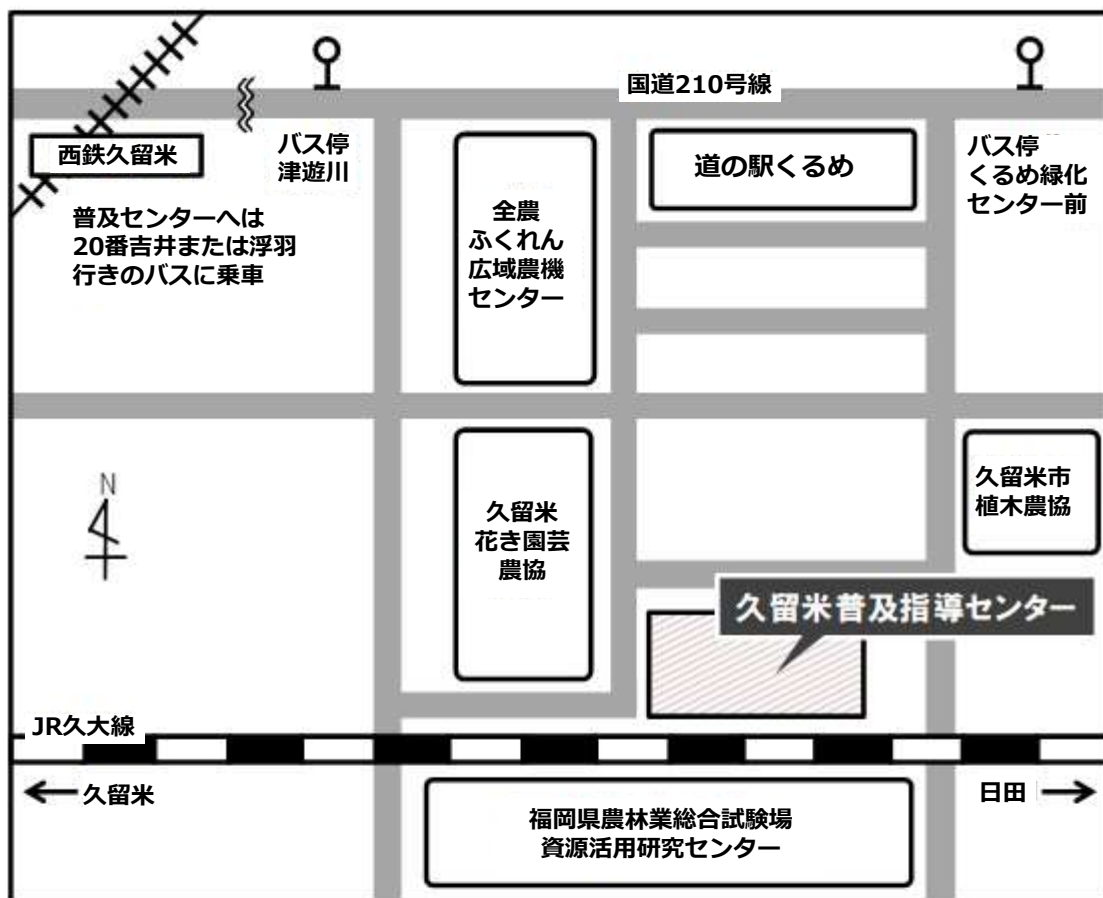 国道210号線
西鉄久留米
バス停
津遊川
普及センターへは
20番吉井または浮羽
行きのバスに乗車
全農
ふくれん
広域農機
センター
道の駅くるめ
バス停
くるめ緑化
センター前
N
久留米
花き園芸
農協
久留米市
植木農協
久留米普及指導センター
JR久大線
久留米
日田
福岡県農林業総合試験場
資源活用研究センター